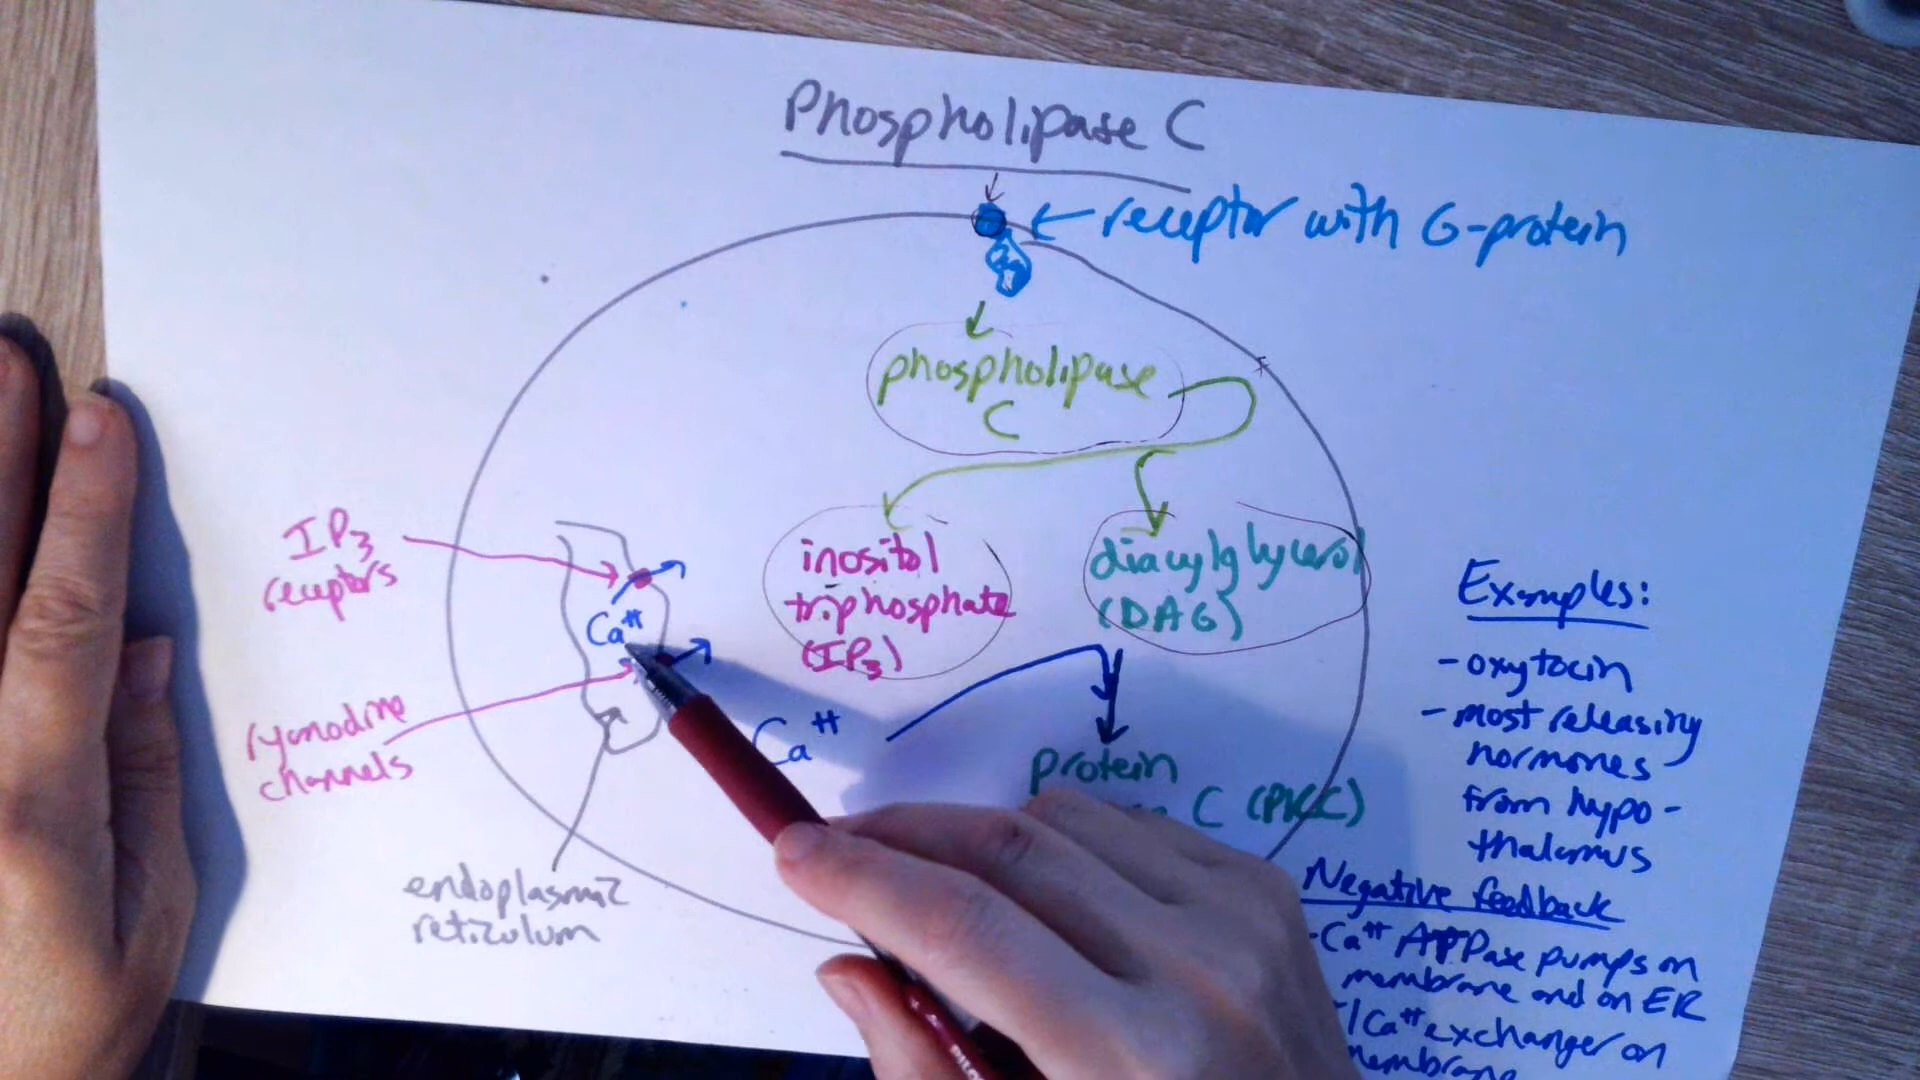 Phospholipase C
receptor with G-protein
phospholipase
C
inositol
triphosphate
(IP3)
diacylglycerol
(DAG)
IP3
receptors
Ca++
ryanodine
channels
Ca++
protein
C (PKC)
endoplasmic
reticulum
Examples:
- oxytocin
- most releasing
hormones
from hypo-
thalamus
Negative feedback
- Ca++ ATPase pumps on
membrane and on ER
/Ca++ exchanger on
membrane